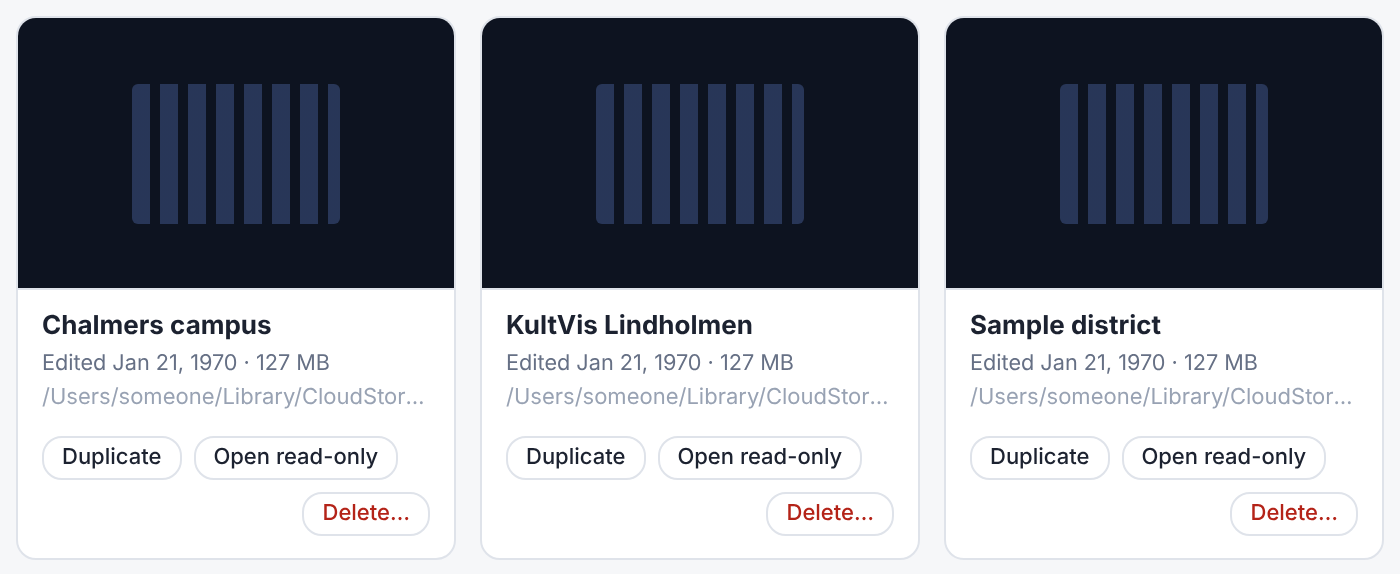 Chalmers campus
Edited Jan 21, 1970 · 127 MB
/Users/someone/Library/CloudStor...
Duplicate
Open read-only
Delete...
KultVis Lindholmen
Edited Jan 21, 1970 · 127 MB
/Users/someone/Library/CloudStor...
Duplicate
Open read-only
Delete...
Sample district
Edited Jan 21, 1970 · 127 MB
/Users/someone/Library/CloudStor...
Duplicate
Open read-only
Delete...